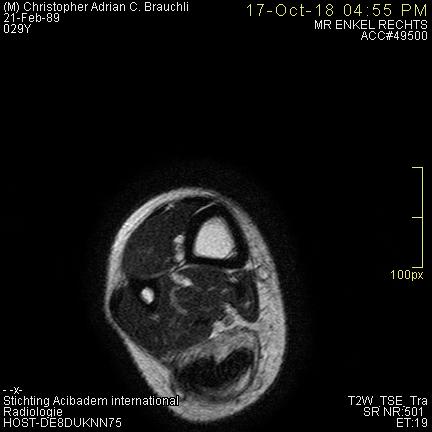 (M) Christopher Adrian C. Brauchli
21-Feb-89
029Y
17-Oct-18 04:55 PM
MR ENKEL RECHTS
ACC#49500
100px
--x-
Stichting Acibadem international
Radiologie
HOST-DE8DUKNN75
T2W_TSE_Tra
SR NR:501
ET:19